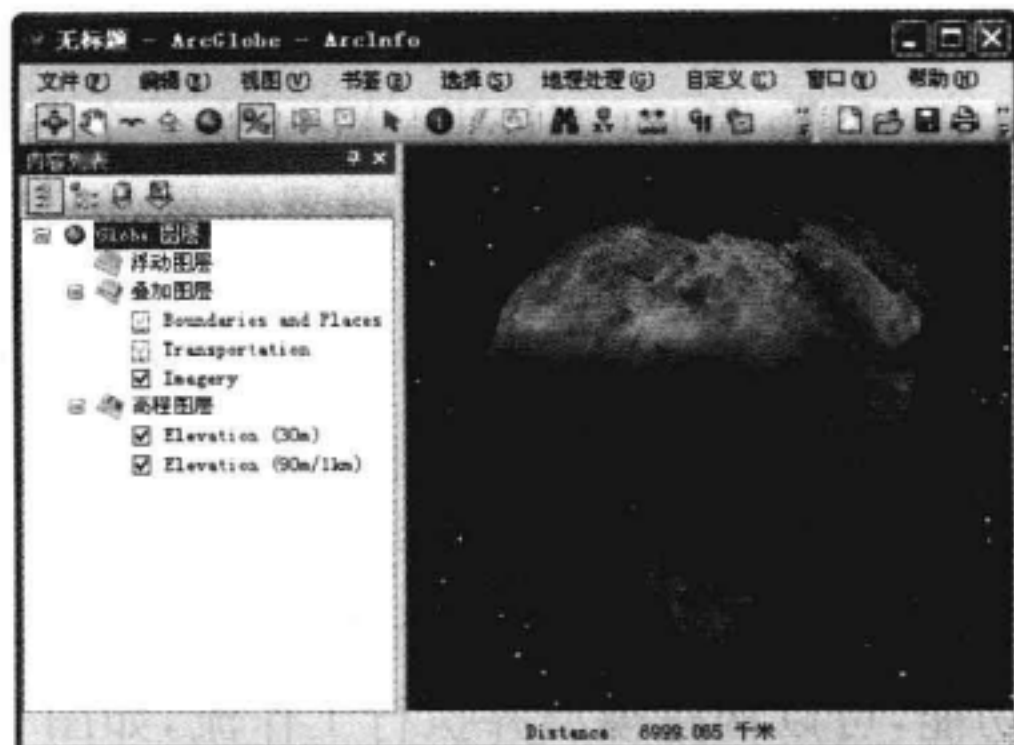 无标题 - ArcGlobe - ArcInfo
文件(F) 编辑(E) 视图(V) 书签(B) 选择(S) 地理处理(G) 自定义(C) 窗口(W) 帮助(H)
内容列表
Globe 图层
浮动图层
叠加图层
Boundaries and Places
Transportation
Imagery
高程图层
Elevation (30m)
Elevation (90m/1km)
Distance: 8999.085 千米